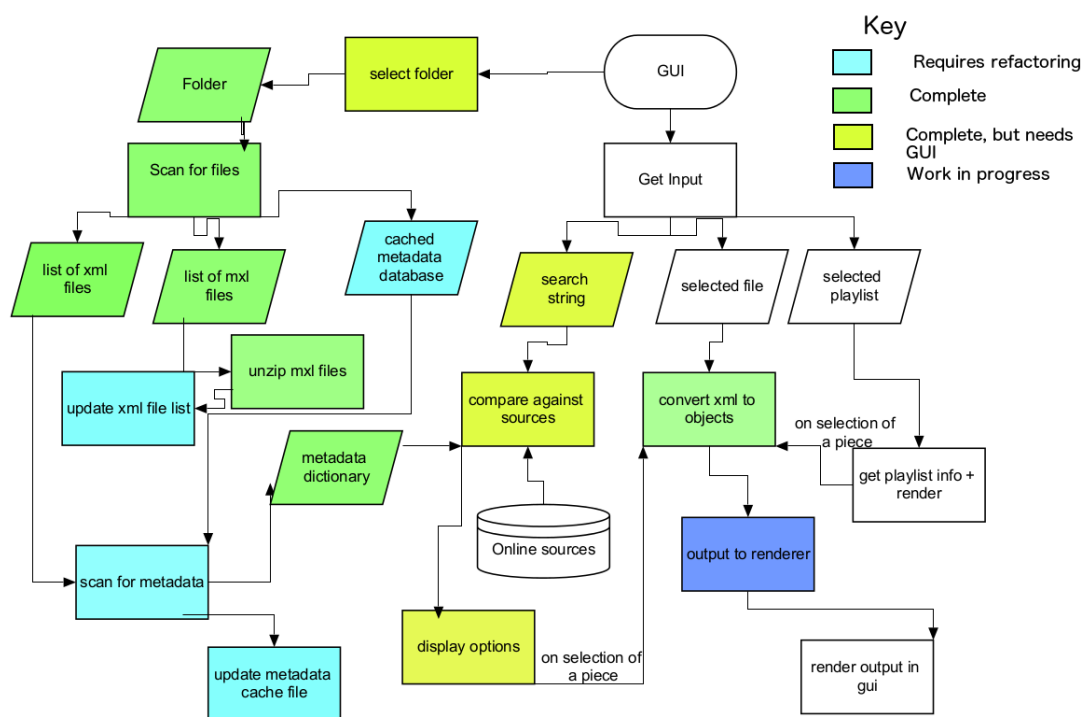 Key
Requires refactoring
Complete
Complete, but needs
GUI
Work in progress
GUI
select folder
Folder
Scan for files
Get Input
list of xml
files
list of mxl
files
cached
metadata
database
search
string
selected file
selected
playlist
unzip mxl files
update xml file list
compare against
sources
convert xml to
objects
on selection of
a piece
get playlist info +
render
metadata
dictionary
Online sources
output to renderer
scan for metadata
display options
on selection of
a piece
render output in
gui
update metadata
cache file